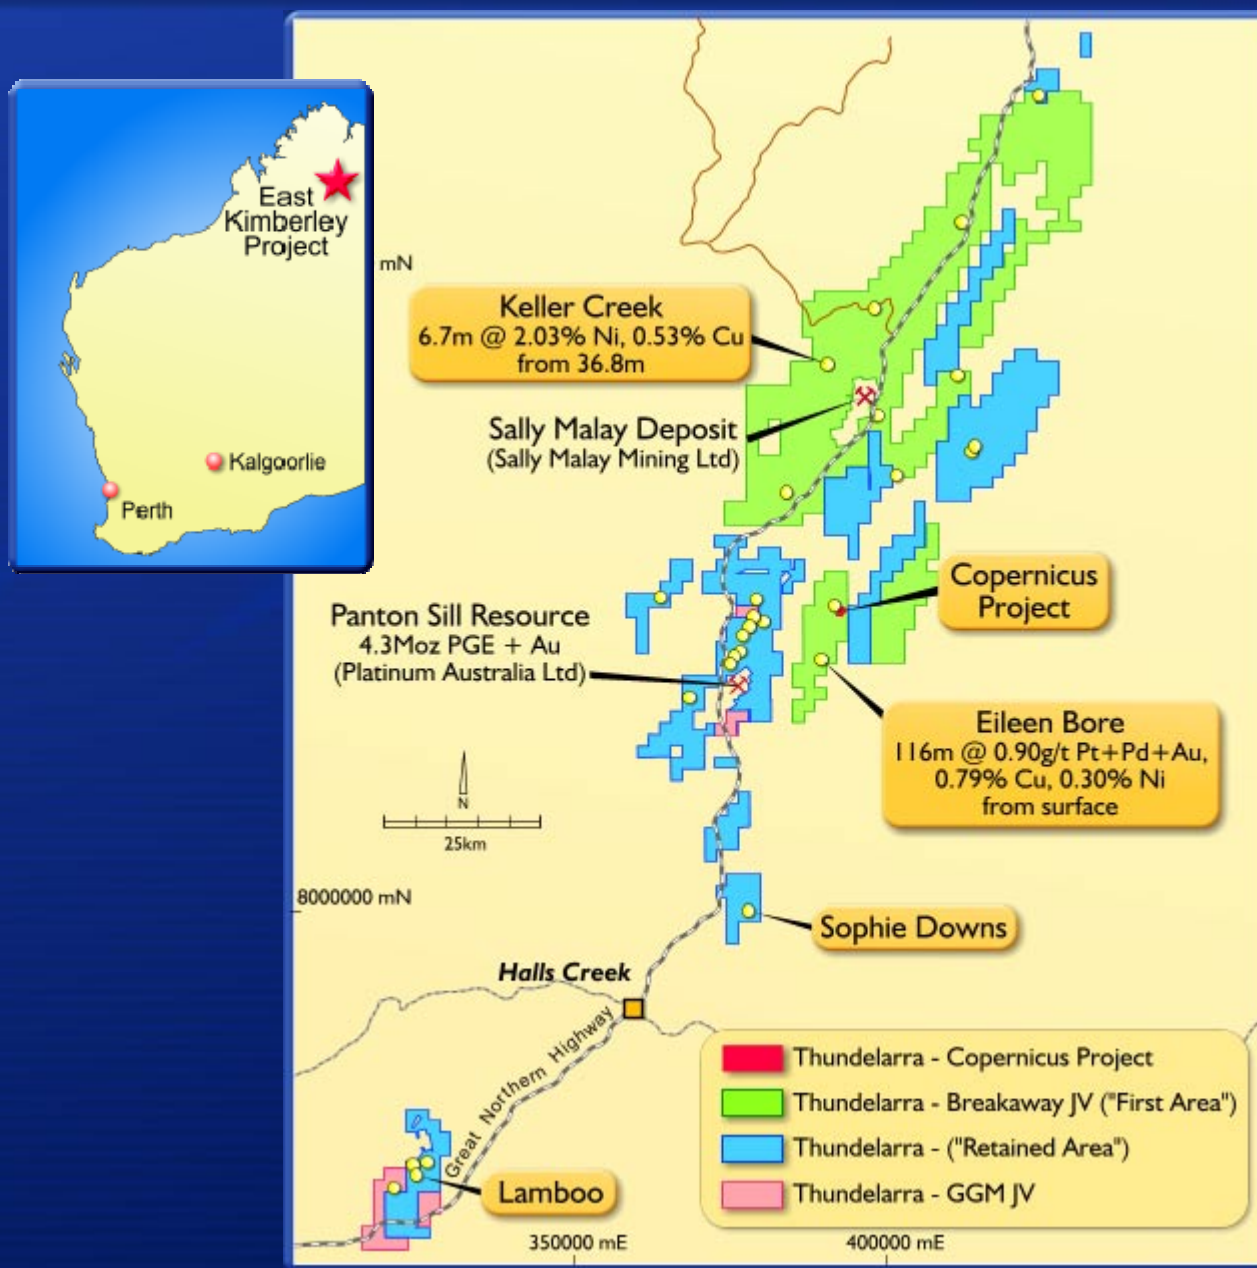 East
Kimberley
Project
Kalgoorlie
Perth
mN
Keller Creek
6.7m @ 2.03% Ni, 0.53% Cu
from 36.8m
Sally Malay Deposit
(Sally Malay Mining Ltd)
Copernicus
Project
Panton Sill Resource
4.3Moz PGE + Au
(Platinum Australia Ltd)
Eileen Bore
116m @ 0.90g/t Pt+Pd+Au,
0.79% Cu, 0.30% Ni
from surface
N
25km
8000000 mN
Sophie Downs
Halls Creek
Great Northern Highway
Lamboo
Thundelarra - Copernicus Project
Thundelarra - Breakaway JV ("First Area")
Thundelarra - ("Retained Area")
Thundelarra - GGM JV
350000 mE
400000 mE